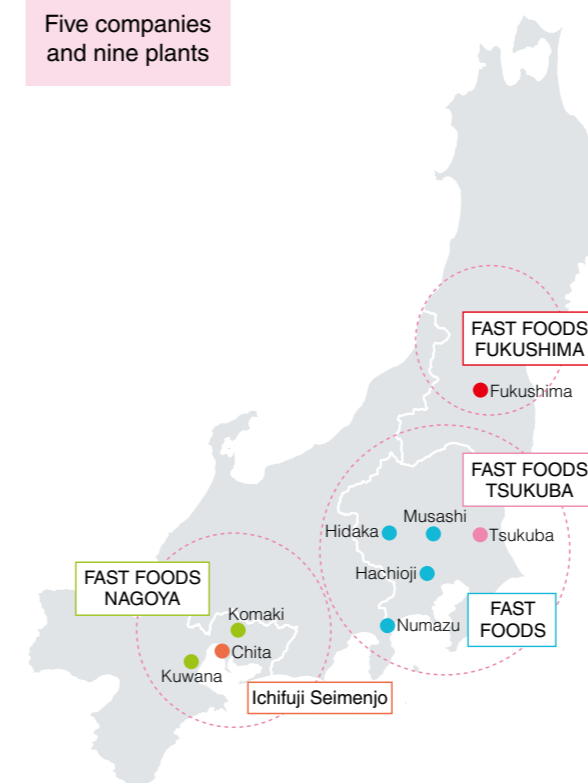 Five companies
and nine plants
FAST FOODS
FUKUSHIMA
Fukushima
FAST FOODS
TSUKUBA
Musashi
Hidaka
Tsukuba
Hachioji
FAST FOODS
NAGOYA
FAST
FOODS
Komaki
Numazu
Chita
Kuwana
Ichifuji Seimenjo